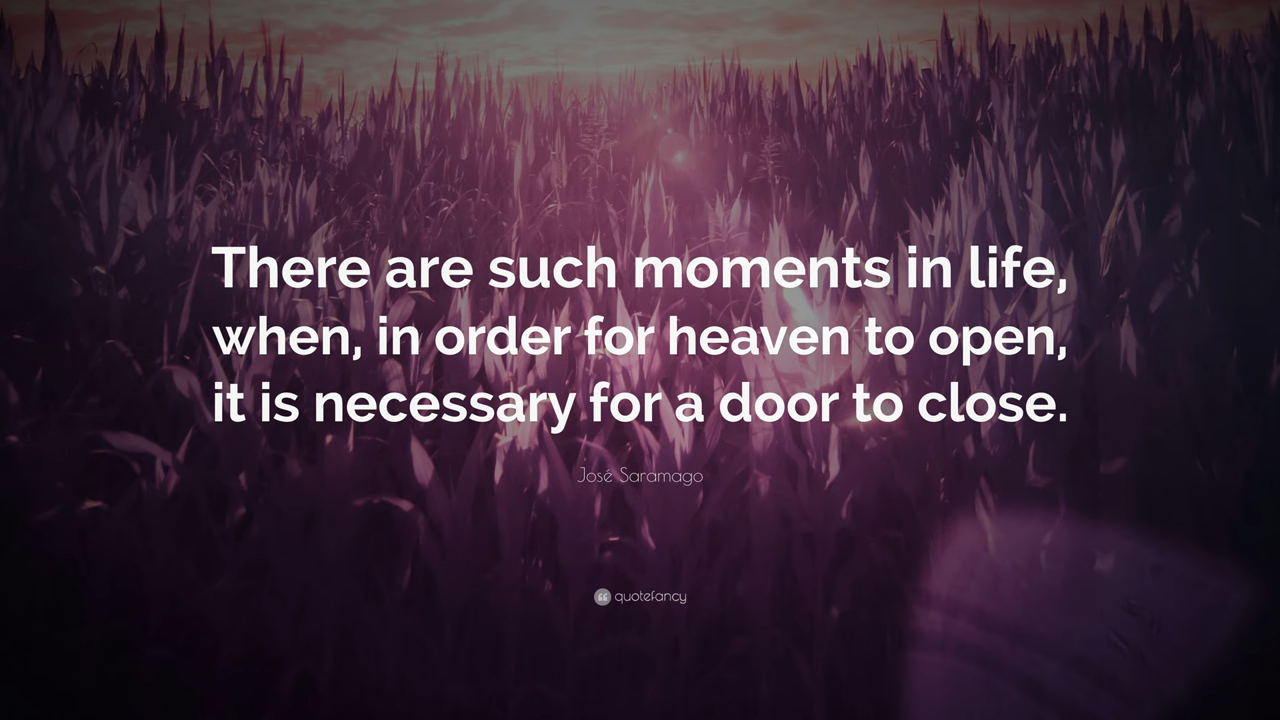 There are such moments in life,
when, in order for heaven to open,
it is necessary for a door to close.
José Saramago
quotefancy